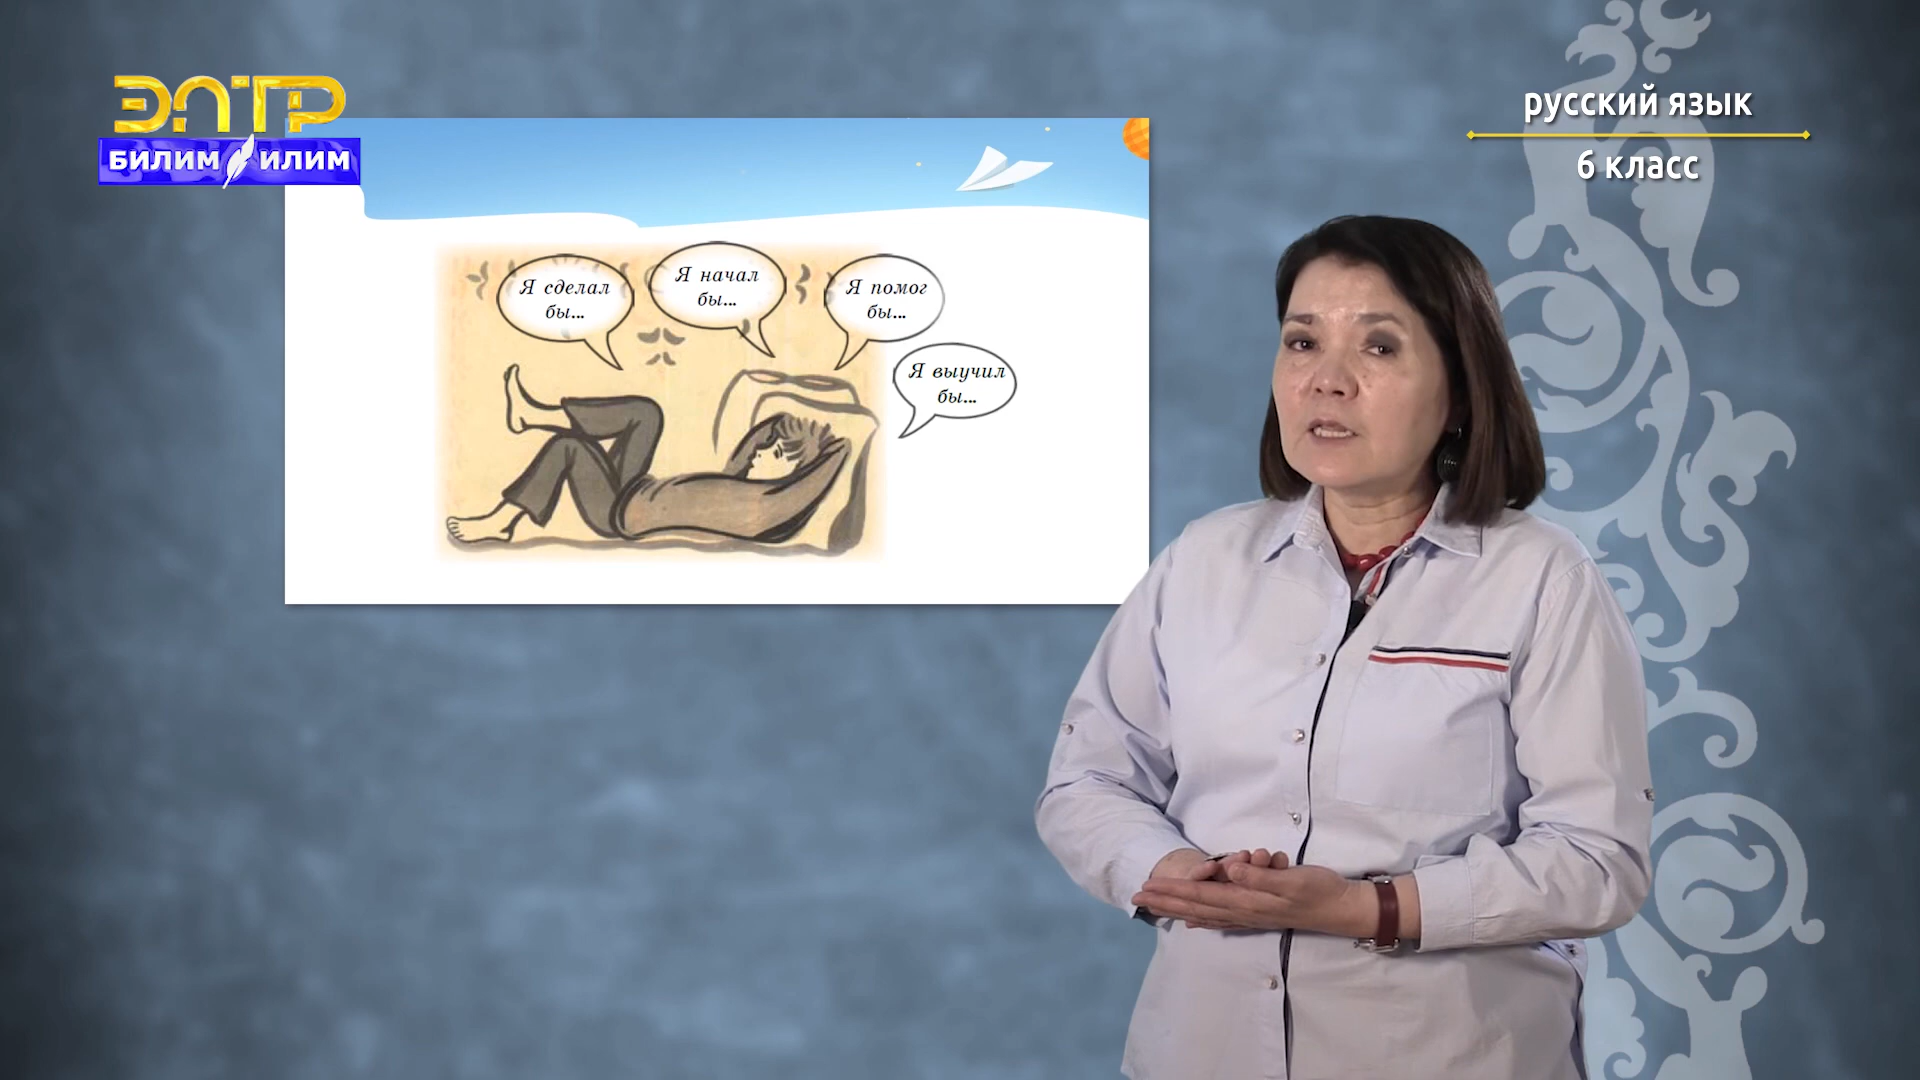 ЭЛТР
БИЛИМ ИЛИМ
русский язык
6 класс
Я сделал
бы...
Я начал
бы...
Я помог
бы...
Я выучил
бы...